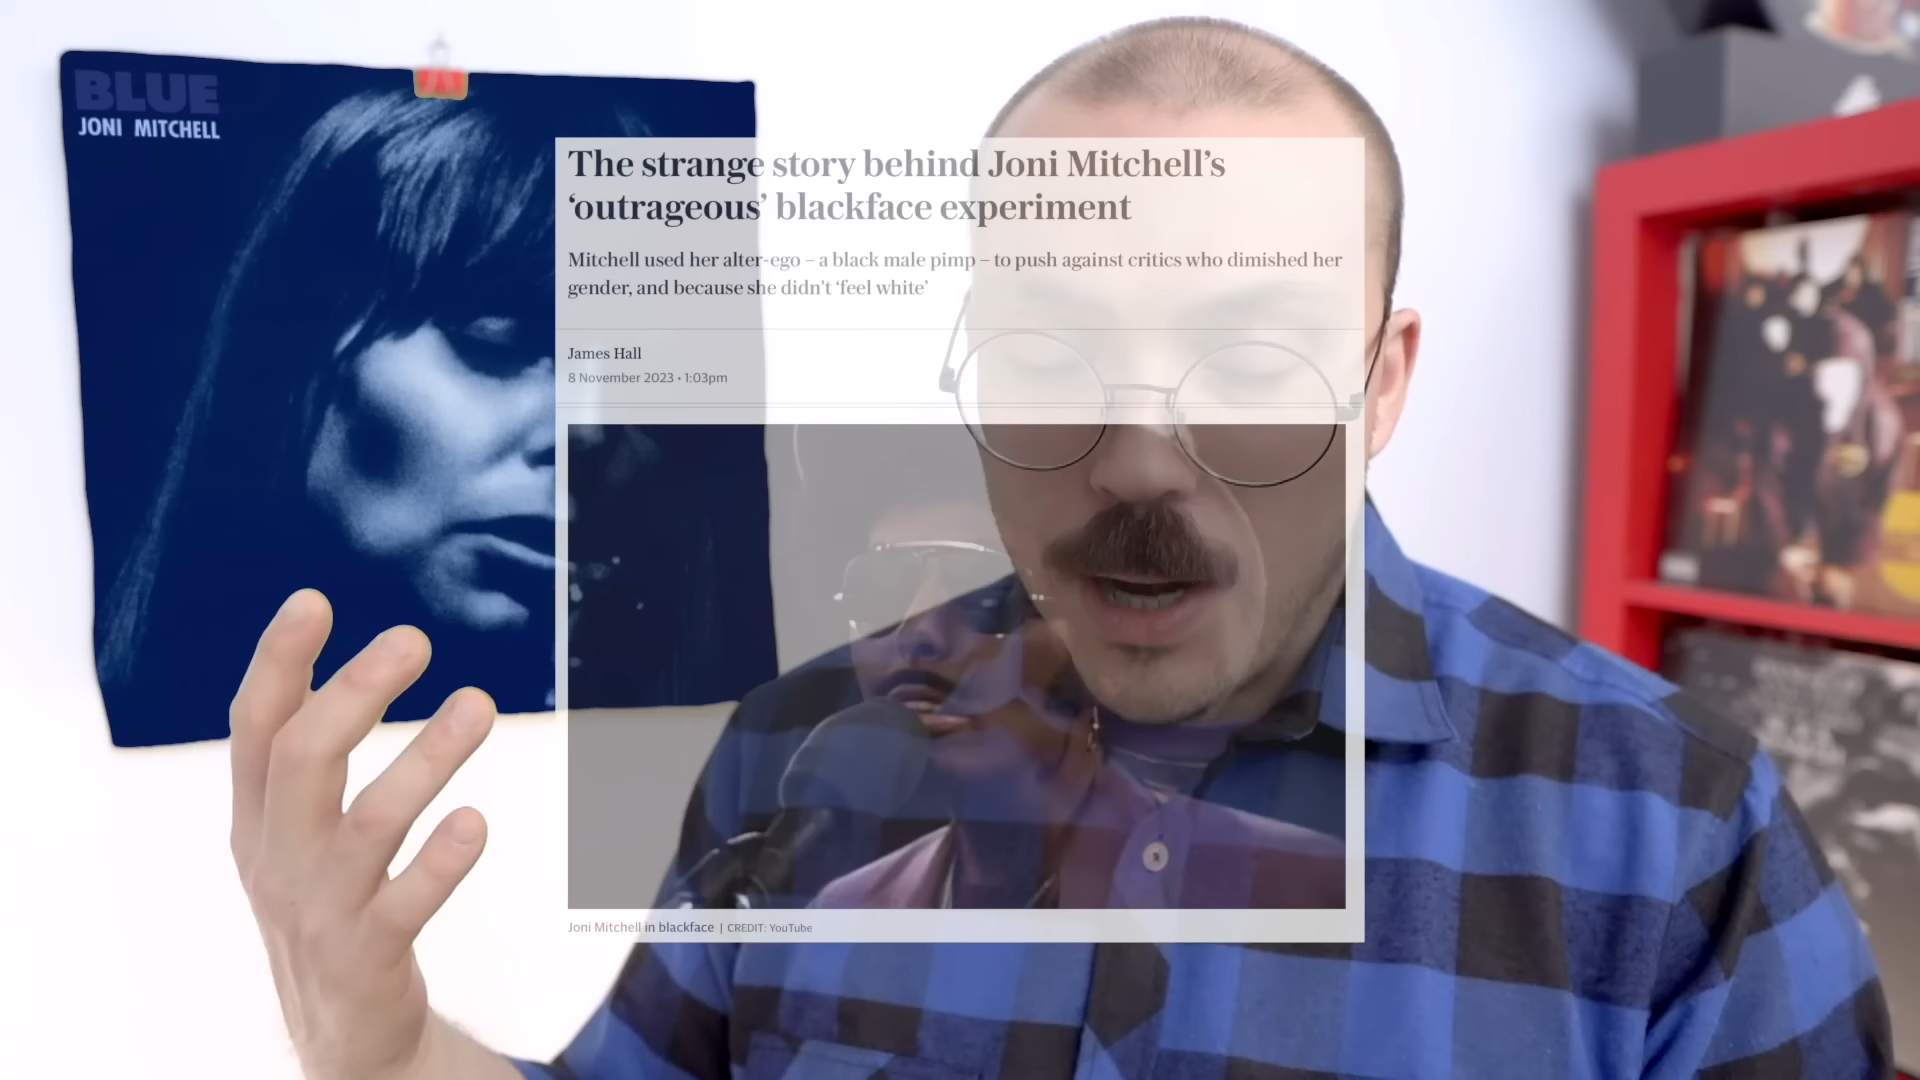 BLUE
JONI MITCHELL
The strange story behind Joni Mitchell’s
‘outrageous’ blackface experiment
Mitchell used her alter-ego – a black male pimp – to push against critics who dimished her
gender, and because she didn't ‘feel white’
James Hall
8 November 2023 • 1:03pm
Joni Mitchell in blackface | CREDIT: YouTube